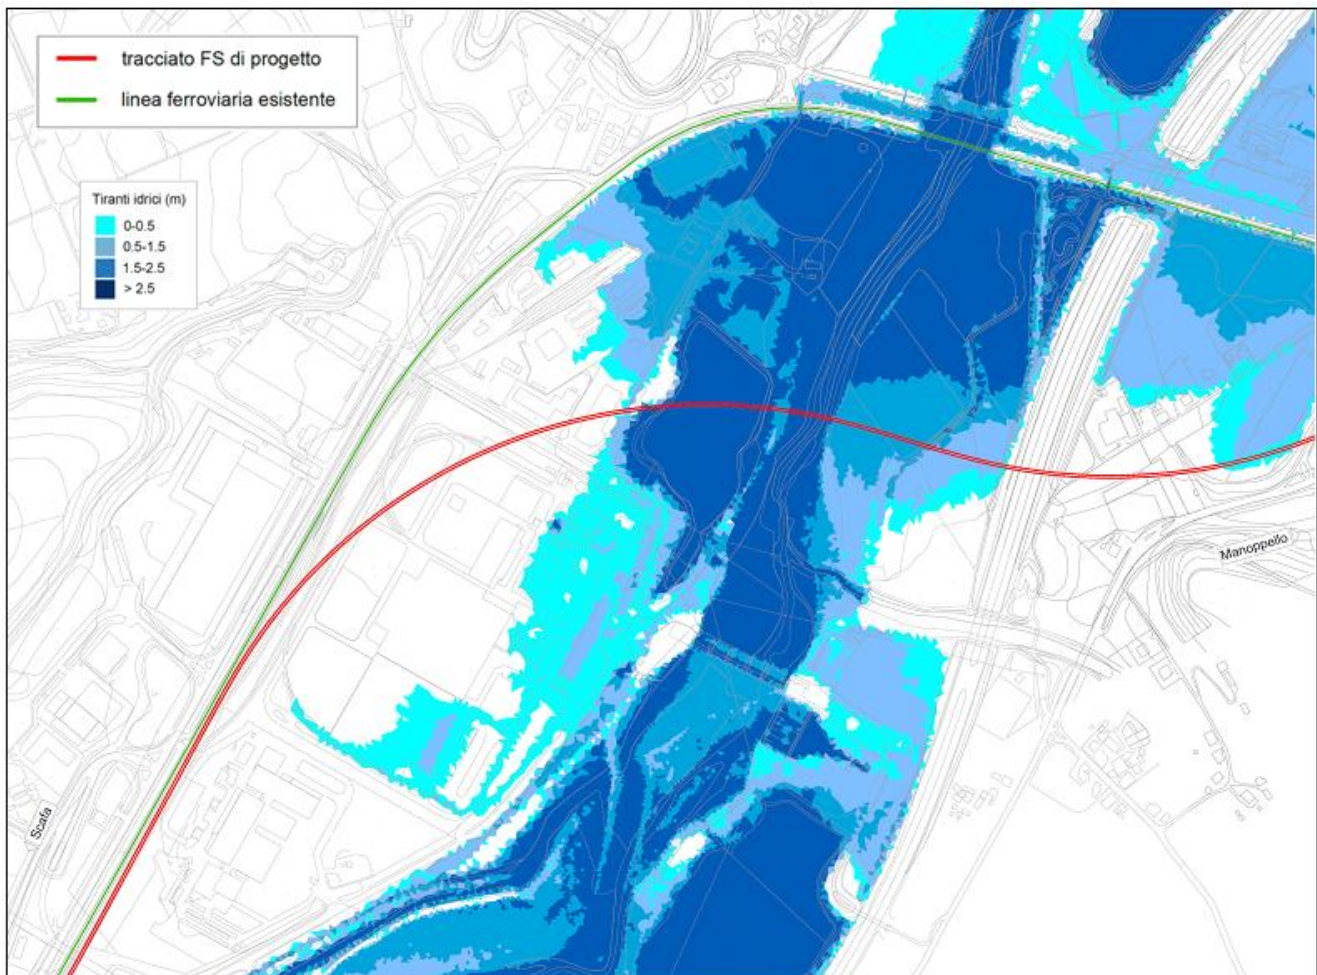 tracciato FS di progetto
linea ferroviaria esistente
Tiranti idrici (m)
0-0.5
0.5-1.5
1.5-2.5
> 2.5
Manoppello
Scafa